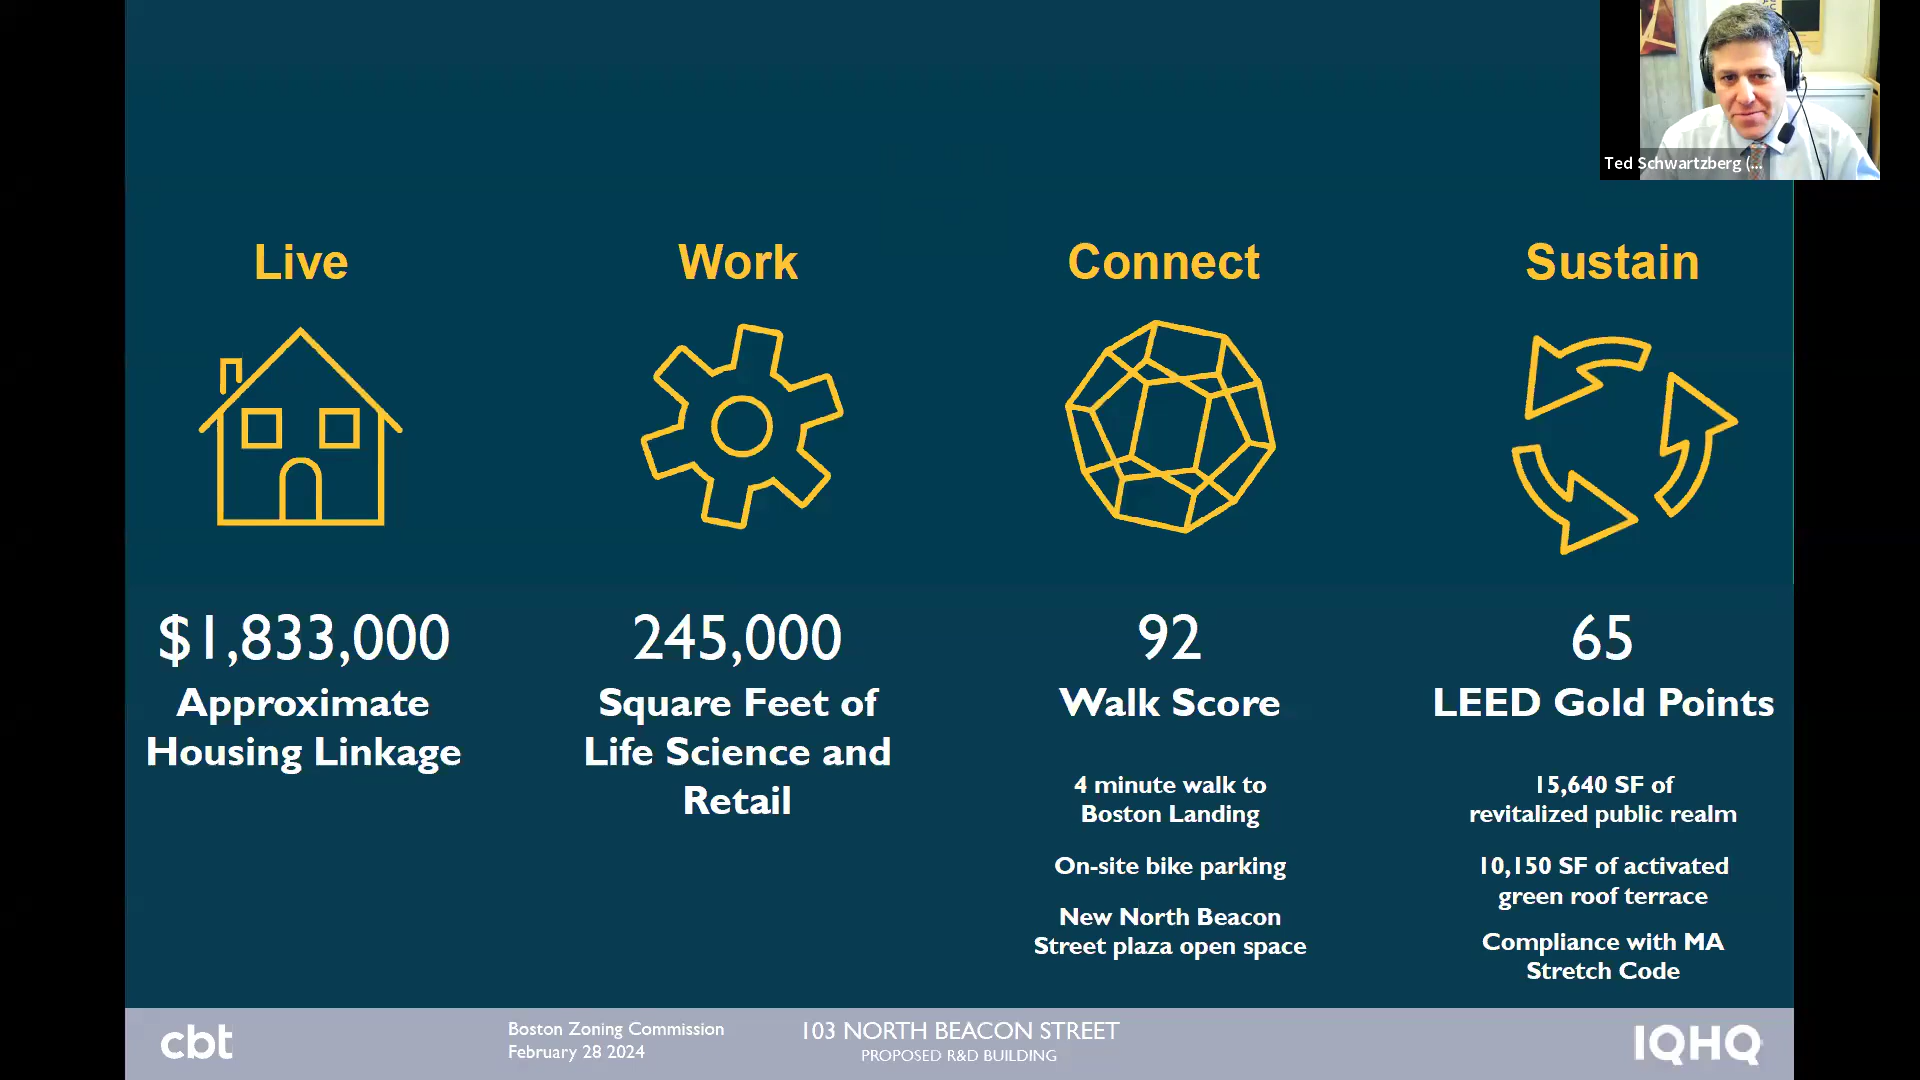 Ted Schwartzberg (...
Live
Work
Connect
Sustain
$1,833,000
Approximate
Housing Linkage
245,000
Square Feet of
Life Science and
Retail
92
Walk Score
4 minute walk to
Boston Landing
On-site bike parking
New North Beacon
Street plaza open space
65
LEED Gold Points
15,640 SF of
revitalized public realm
10,150 SF of activated
green roof terrace
Compliance with MA
Stretch Code
cbt
Boston Zoning Commission
February 28 2024
103 NORTH BEACON STREET
PROPOSED R&D BUILDING
IQHQ